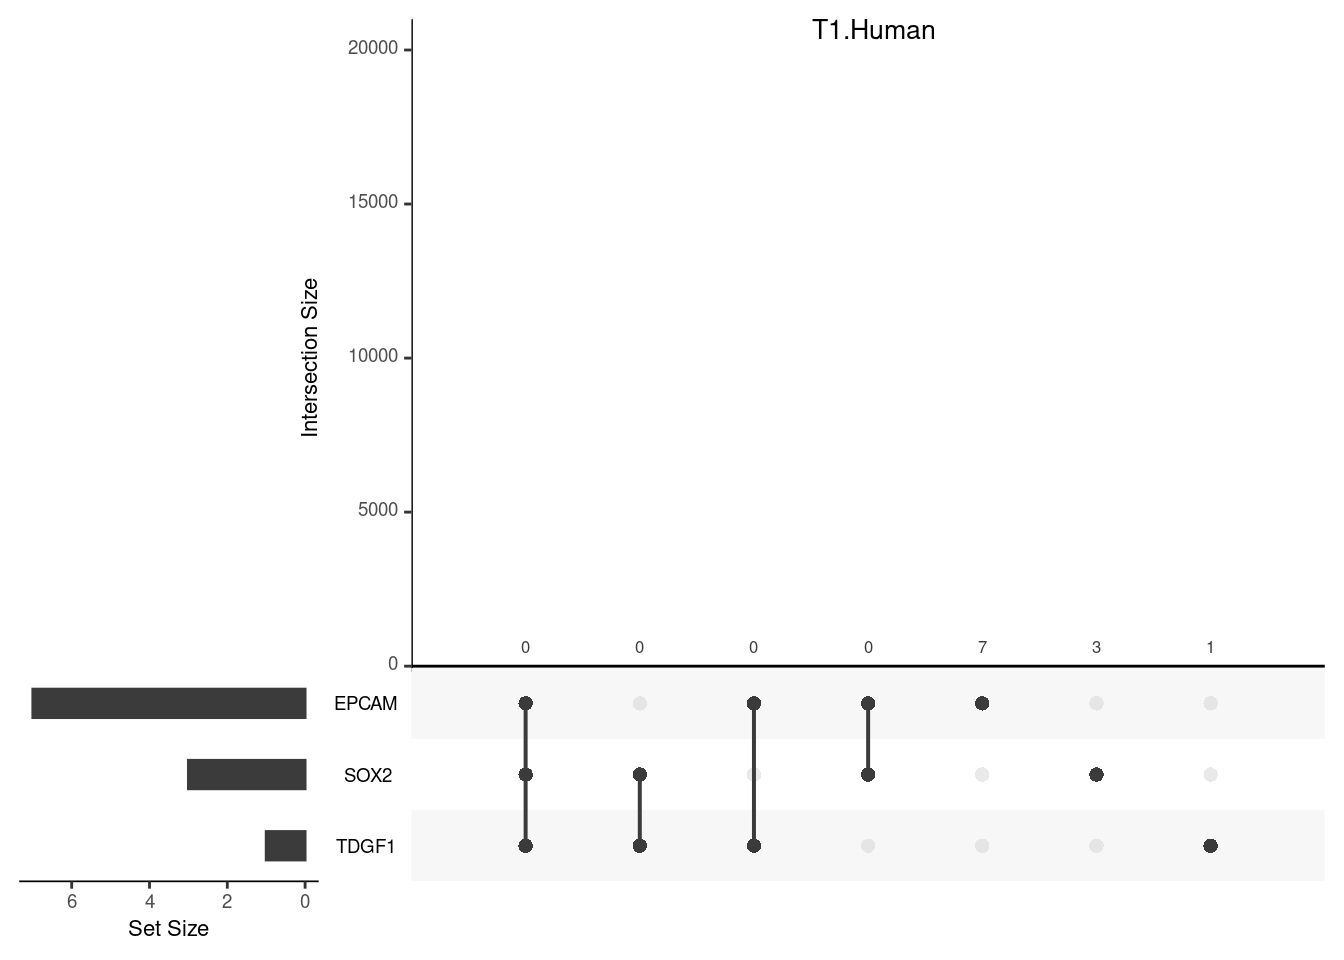 T1.Human
20000
15000
10000
5000
0
Intersection Size
0 0 0 0 7 3 1
EPCAM
SOX2
TDGF1
6 4 2 0
Set Size